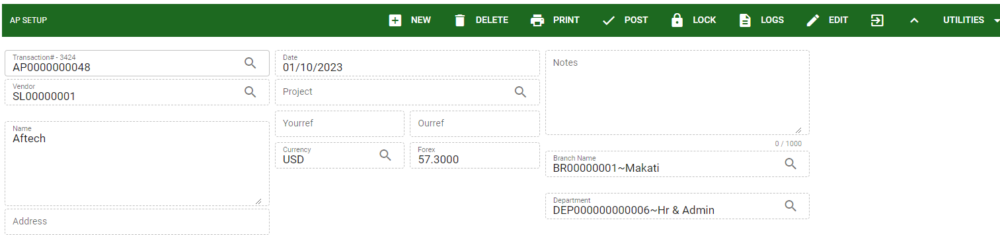 AP SETUP
NEW
DELETE
PRINT
POST
LOCK
LOGS
EDIT
UTILITIES
Transaction# - 3424
AP0000000048
Vendor
SL00000001
Name
Aftech
Address
Date
01/10/2023
Project
Yourref
Ourref
Currency
USD
Forex
57.3000
Notes
0 / 1000
Branch Name
BR00000001~Makati
Department
DEP000000000006~Hr & Admin